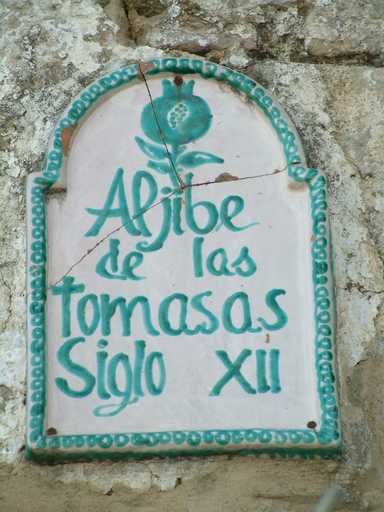 Aljibe
de las
tomasas
Siglo XII